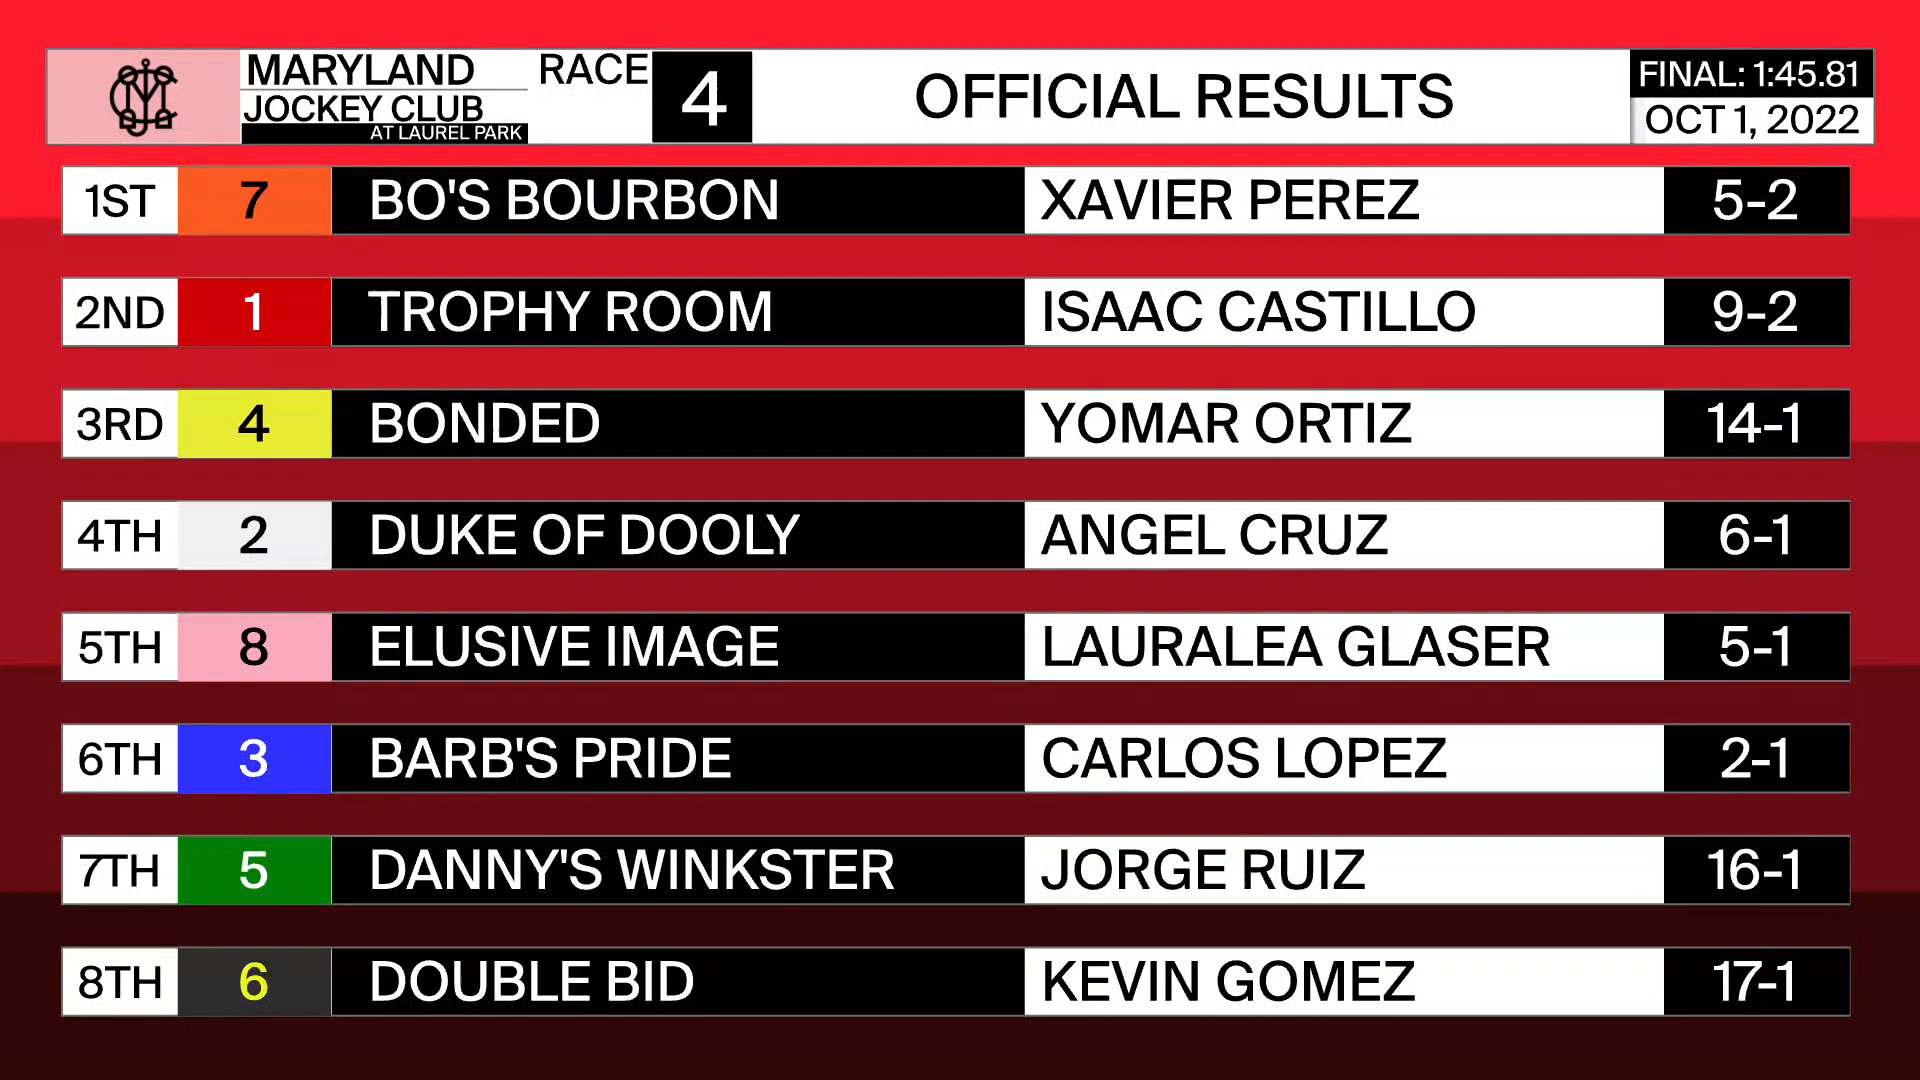 MARYLAND
JOCKEY CLUB
AT LAUREL PARK
RACE 4
OFFICIAL RESULTS
FINAL: 1:45.81
OCT 1, 2022
1ST 7 BO'S BOURBON XAVIER PEREZ 5-2
2ND 1 TROPHY ROOM ISAAC CASTILLO 9-2
3RD 4 BONDED YOMAR ORTIZ 14-1
4TH 2 DUKE OF DOOLY ANGEL CRUZ 6-1
5TH 8 ELUSIVE IMAGE LAURALEA GLASER 5-1
6TH 3 BARB'S PRIDE CARLOS LOPEZ 2-1
7TH 5 DANNY'S WINKSTER JORGE RUIZ 16-1
8TH 6 DOUBLE BID KEVIN GOMEZ 17-1